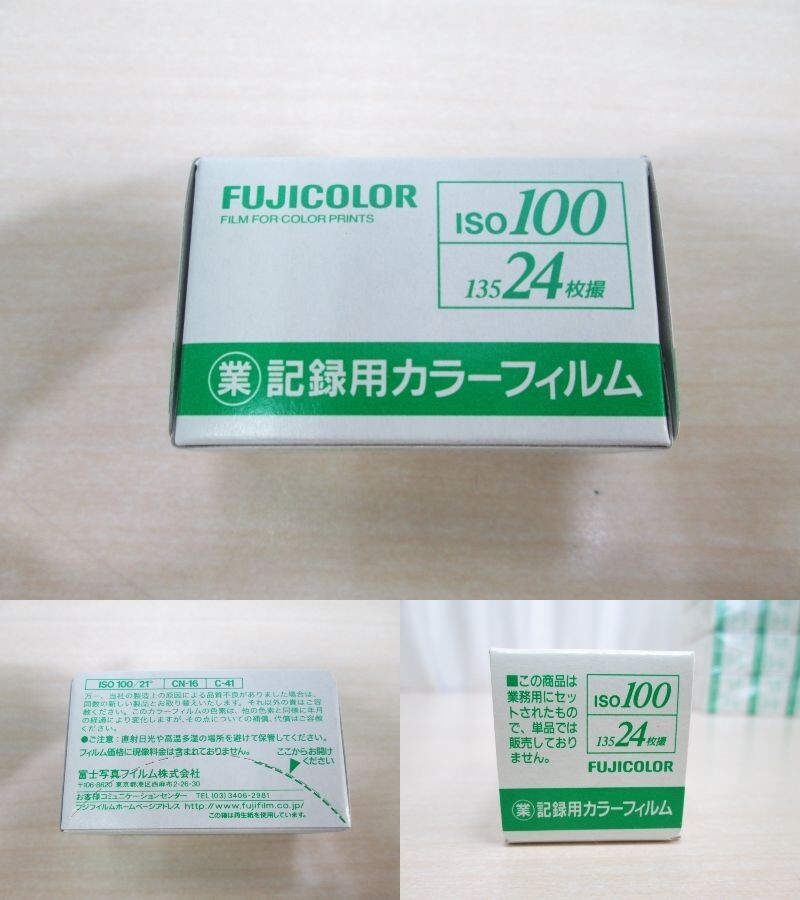 FUJICOLOR
FILM FOR COLOR PRINTS
ISO 100
135 24枚撮
業 記録用カラーフィルム
ISO 100/21° CN-16 C-41
万一、当社の製造上の原因による品質不良がありました場合は、
同数の新しい製品とお取り替えいたします。それ以外の責はご容
赦ください。このカラーフィルムの色素は、他の色素と同様に年月
の経過により変化しますが、その点についての補償、代償はご容赦
ください。
●ご注意：直射日光や高温多湿の場所を避けて保管してください。
フィルム価格に現像料金は含まれておりません。
ここからお開け
ください
富士写真フイルム株式会社
〒106-8620 東京都港区西麻布2-26-30
お客様コミュニケーションセンター TEL (03) 3406-2981
フジフイルムホームページアドレス http://www.fujifilm.co.jp/
この箱は再生紙を使用しています。
■この商品は
業務用にセッ
トされたもの
で、単品では
販売しており
ません。
ISO 100
135 24枚撮
FUJICOLOR
業 記録用カラーフィルム